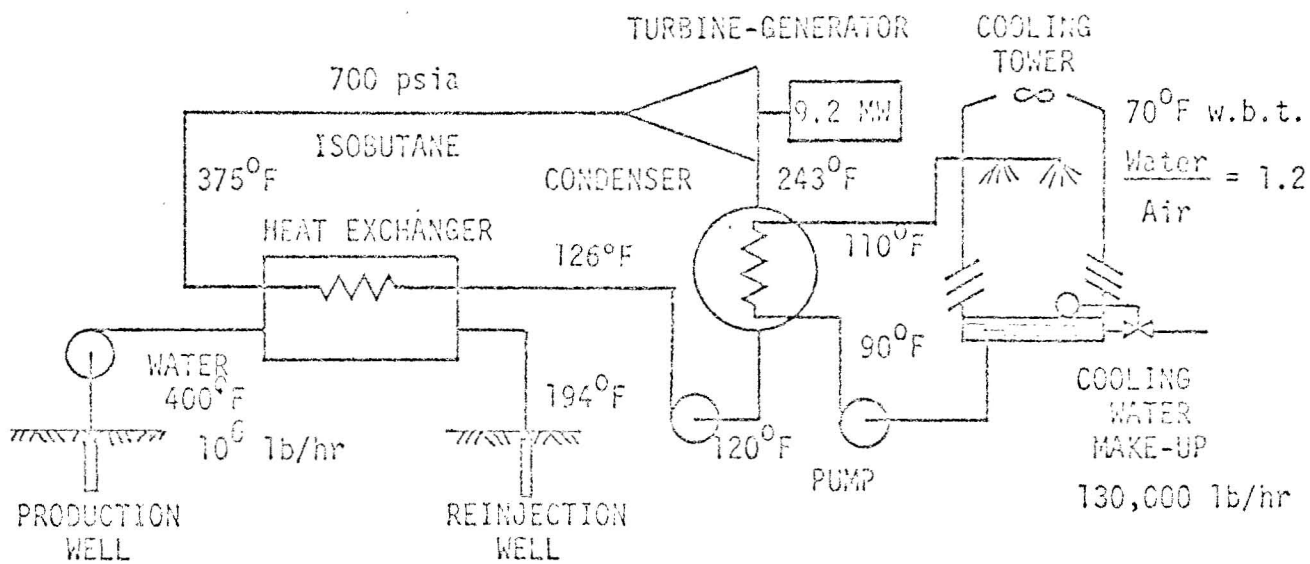 TURBINE-GENERATOR
COOLING
TOWER
700 psia
9.2 MW
70°F w.b.t.
ISOBUTANE
Water
Air
= 1.2
375°F
CONDENSER
243°F
HEAT EXCHANGER
126°F
110°F
WATER
400°F
10⁶ lb/hr
194°F
120°F
90°F
PUMP
COOLING
WATER
MAKE-UP
130,000 lb/hr
PRODUCTION
WELL
REINJECTION
WELL